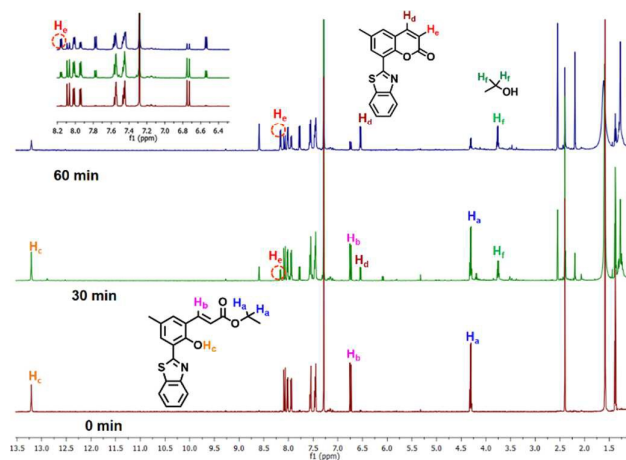 He
8.2 8.0 7.8 7.6 7.4 7.2 7.0 6.8 6.6 6.4
f1 (ppm)
Hd
He
O O
S N
Hf Hf
OH
He Hd Hf
60 min
Hc He Hb Hd Ha Hf
30 min
Hb O Ha
O Ha
OHc
S N
Hc Hb Ha
0 min
13.5 13.0 12.5 12.0 11.5 11.0 10.5 10.0 9.5 9.0 8.5 8.0 7.5 7.0 6.5 6.0 5.5 5.0 4.5 4.0 3.5 3.0 2.5 2.0 1.5
f1 (ppm)